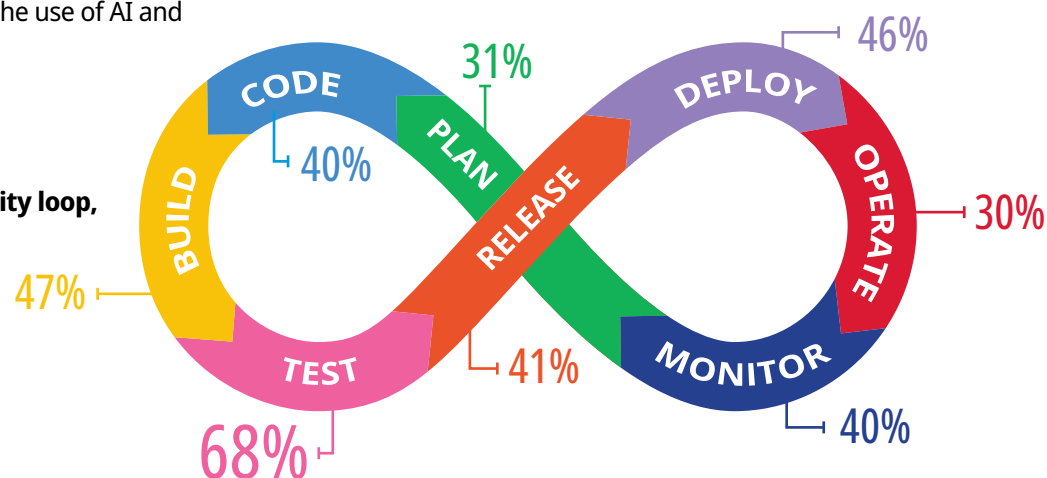 he use of AI and
46%
31%
CODE
DEPLOY
PLAN
40%
OPERATE
BUILD
RELEASE
ity loop,
30%
47%
TEST
MONITOR
41%
68%
40%